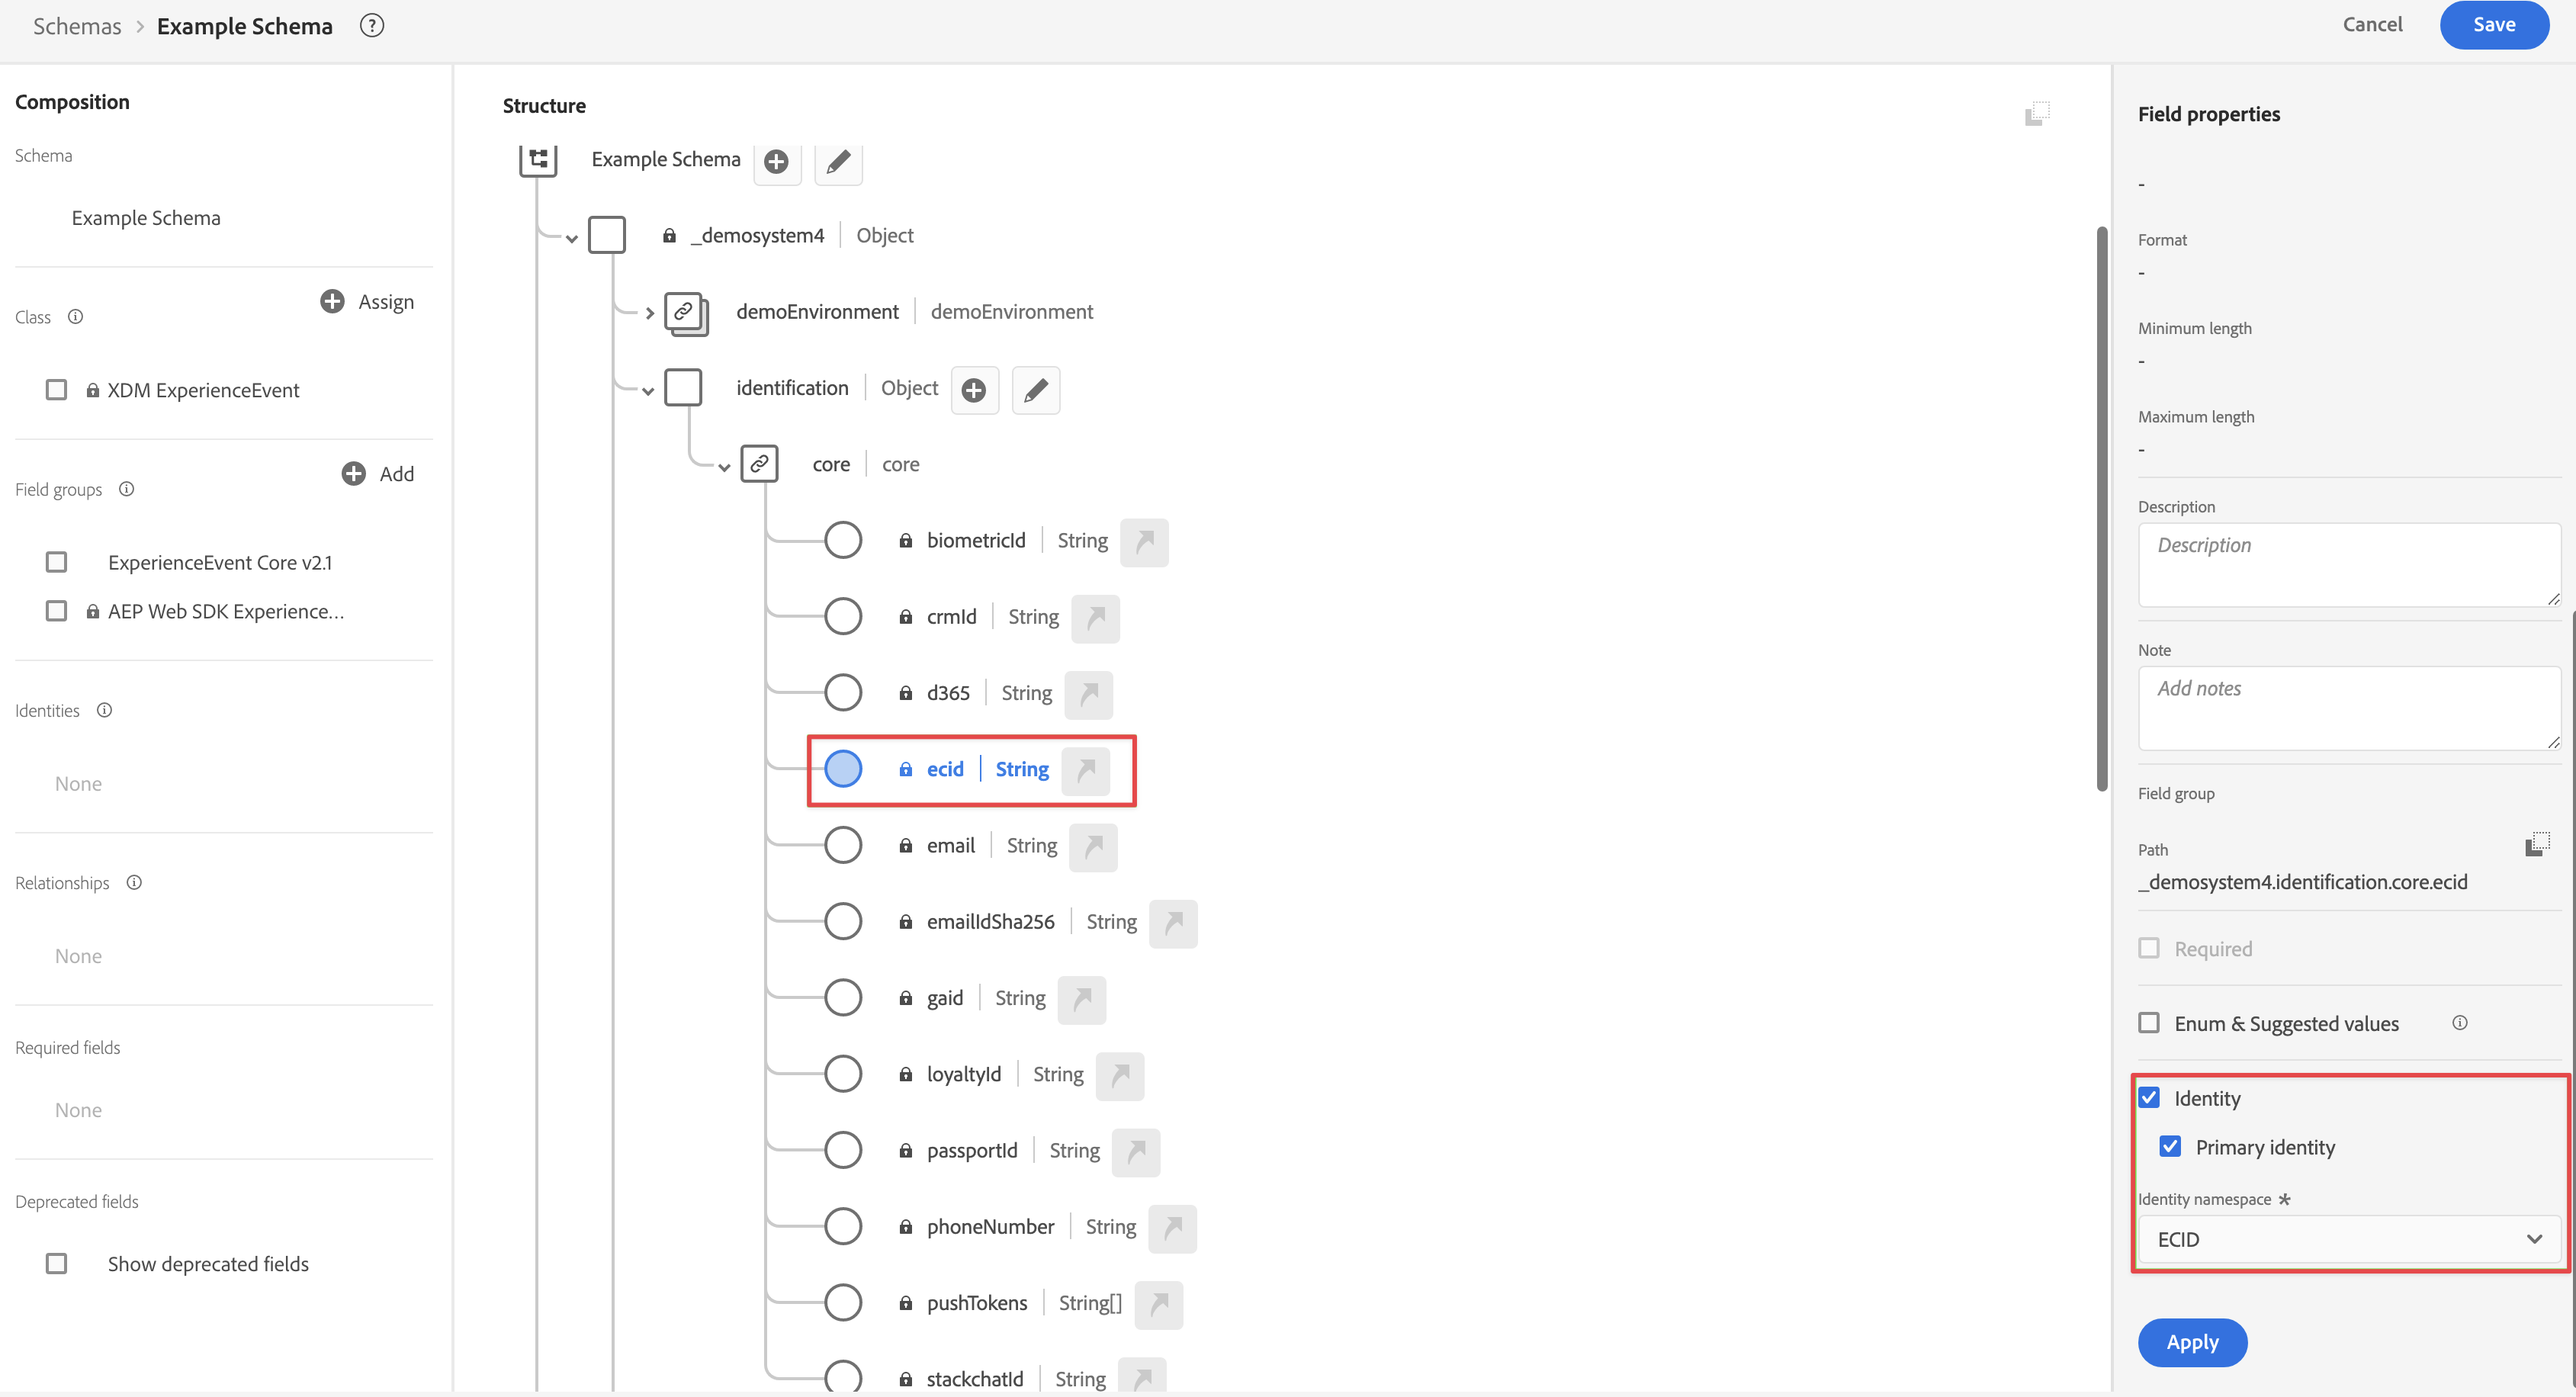 Schemas > Example Schema ?
Cancel
Save
Composition
Schema
Example Schema
Class
Assign
XDM ExperienceEvent
Field groups
Add
ExperienceEvent Core v2.1
AEP Web SDK Experience...
Identities
None
Relationships
None
Required fields
None
Deprecated fields
Show deprecated fields
Structure
Example Schema
_demosystem4 | Object
demoEnvironment | demoEnvironment
identification | Object
core | core
biometricId | String
crmId | String
d365 | String
ecid | String
email | String
emailIdSha256 | String
gaid | String
loyaltyId | String
passportId | String
phoneNumber | String
pushTokens | String[]
stackchatId | String
Field properties
-
Format
-
Minimum length
-
Maximum length
-
Description
Description
Note
Add notes
Field group
Path
_demosystem4.identification.core.ecid
Required
Enum & Suggested values
Identity
Primary identity
Identity namespace *
ECID
Apply